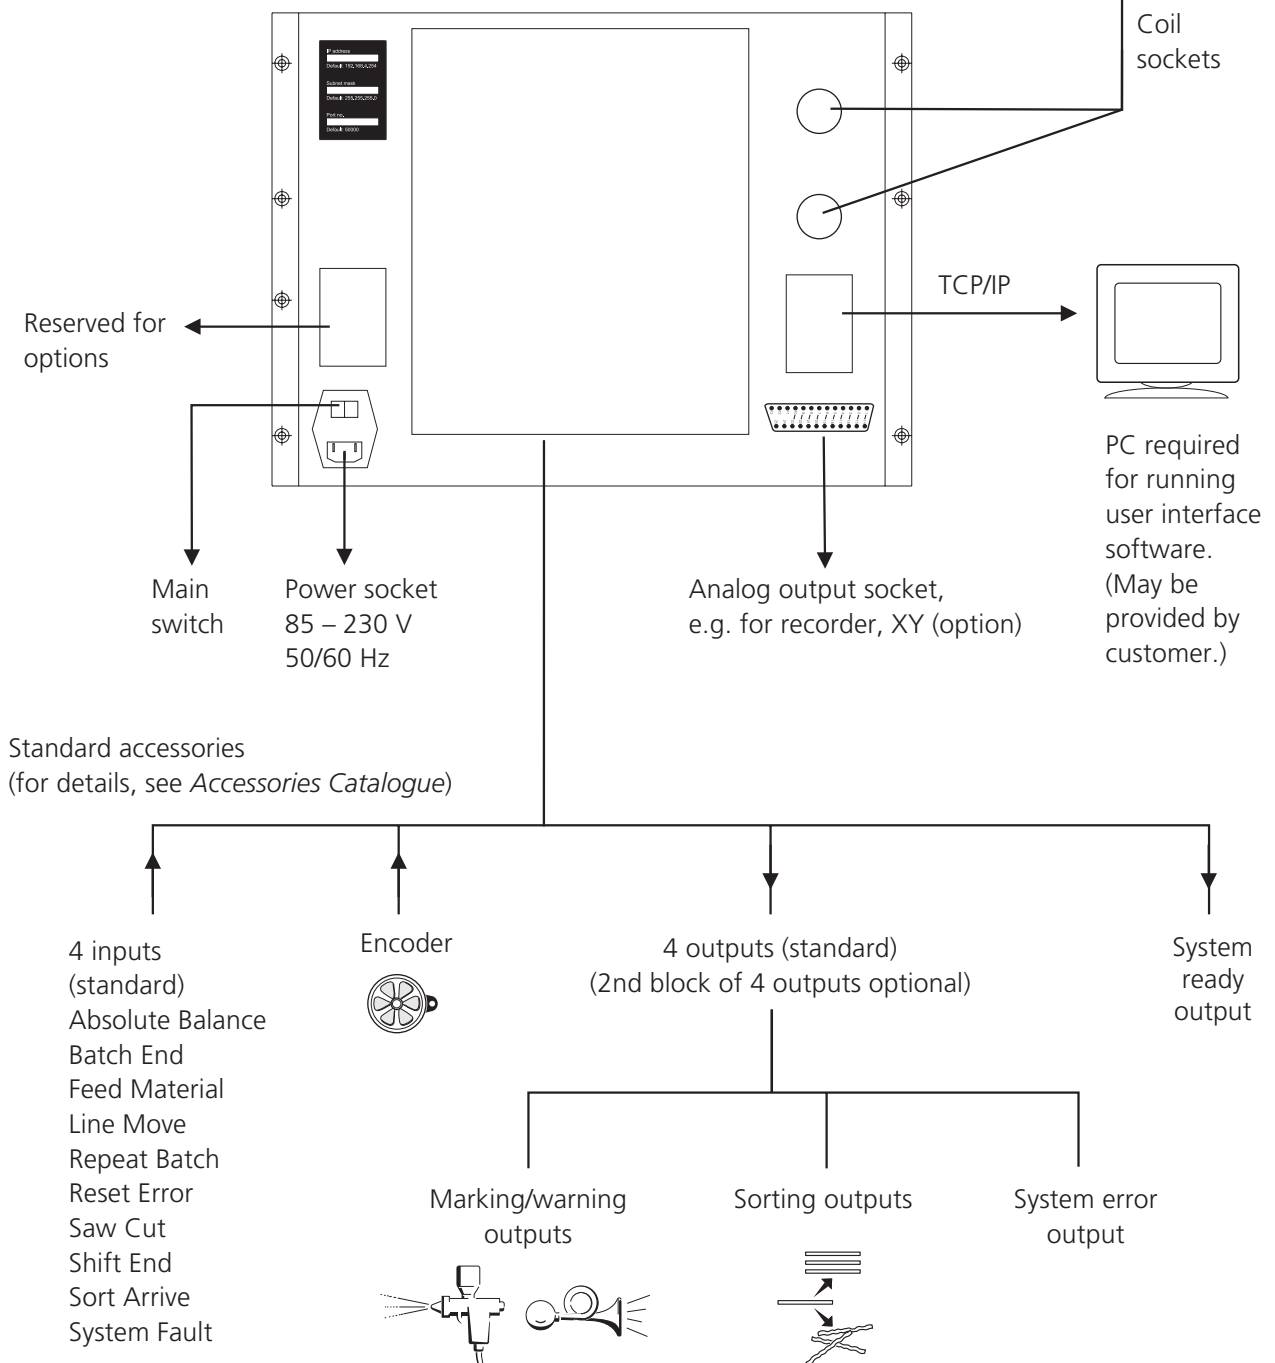 Coil
sockets
IP address
Default: 192.168.4.254
Subnet mask
Default: 255.255.255.0
Port no.
Default: 50000
TCP/IP
Reserved for
options
PC required
for running
user interface
software.
(May be
provided by
customer.)
Main
switch
Power socket
85 – 230 V
50/60 Hz
Analog output socket,
e.g. for recorder, XY (option)
Standard accessories
(for details, see Accessories Catalogue)
4 inputs
(standard)
Absolute Balance
Batch End
Feed Material
Line Move
Repeat Batch
Reset Error
Saw Cut
Shift End
Sort Arrive
System Fault
Encoder
4 outputs (standard)
(2nd block of 4 outputs optional)
System
ready
output
Marking/warning
outputs
Sorting outputs
System error
output